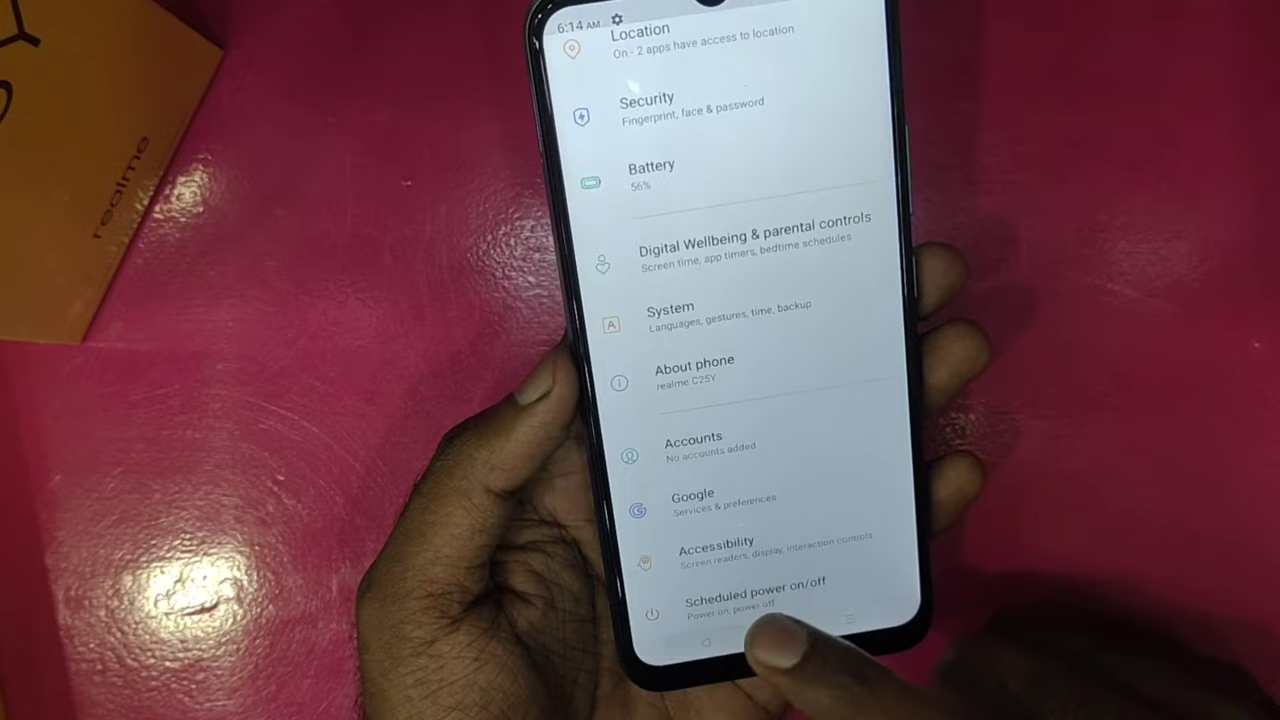 realme
6:14 AM
Location
On - 2 apps have access to location
Security
Fingerprint, face & password
Battery
56%
Digital Wellbeing & parental controls
Screen time, app timers, bedtime schedules
System
Languages, gestures, time, backup
About phone
realme C25Y
Accounts
No accounts added
Google
Services & preferences
Accessibility
Screen readers, display, interaction controls
Scheduled power on/off
Power on, power off